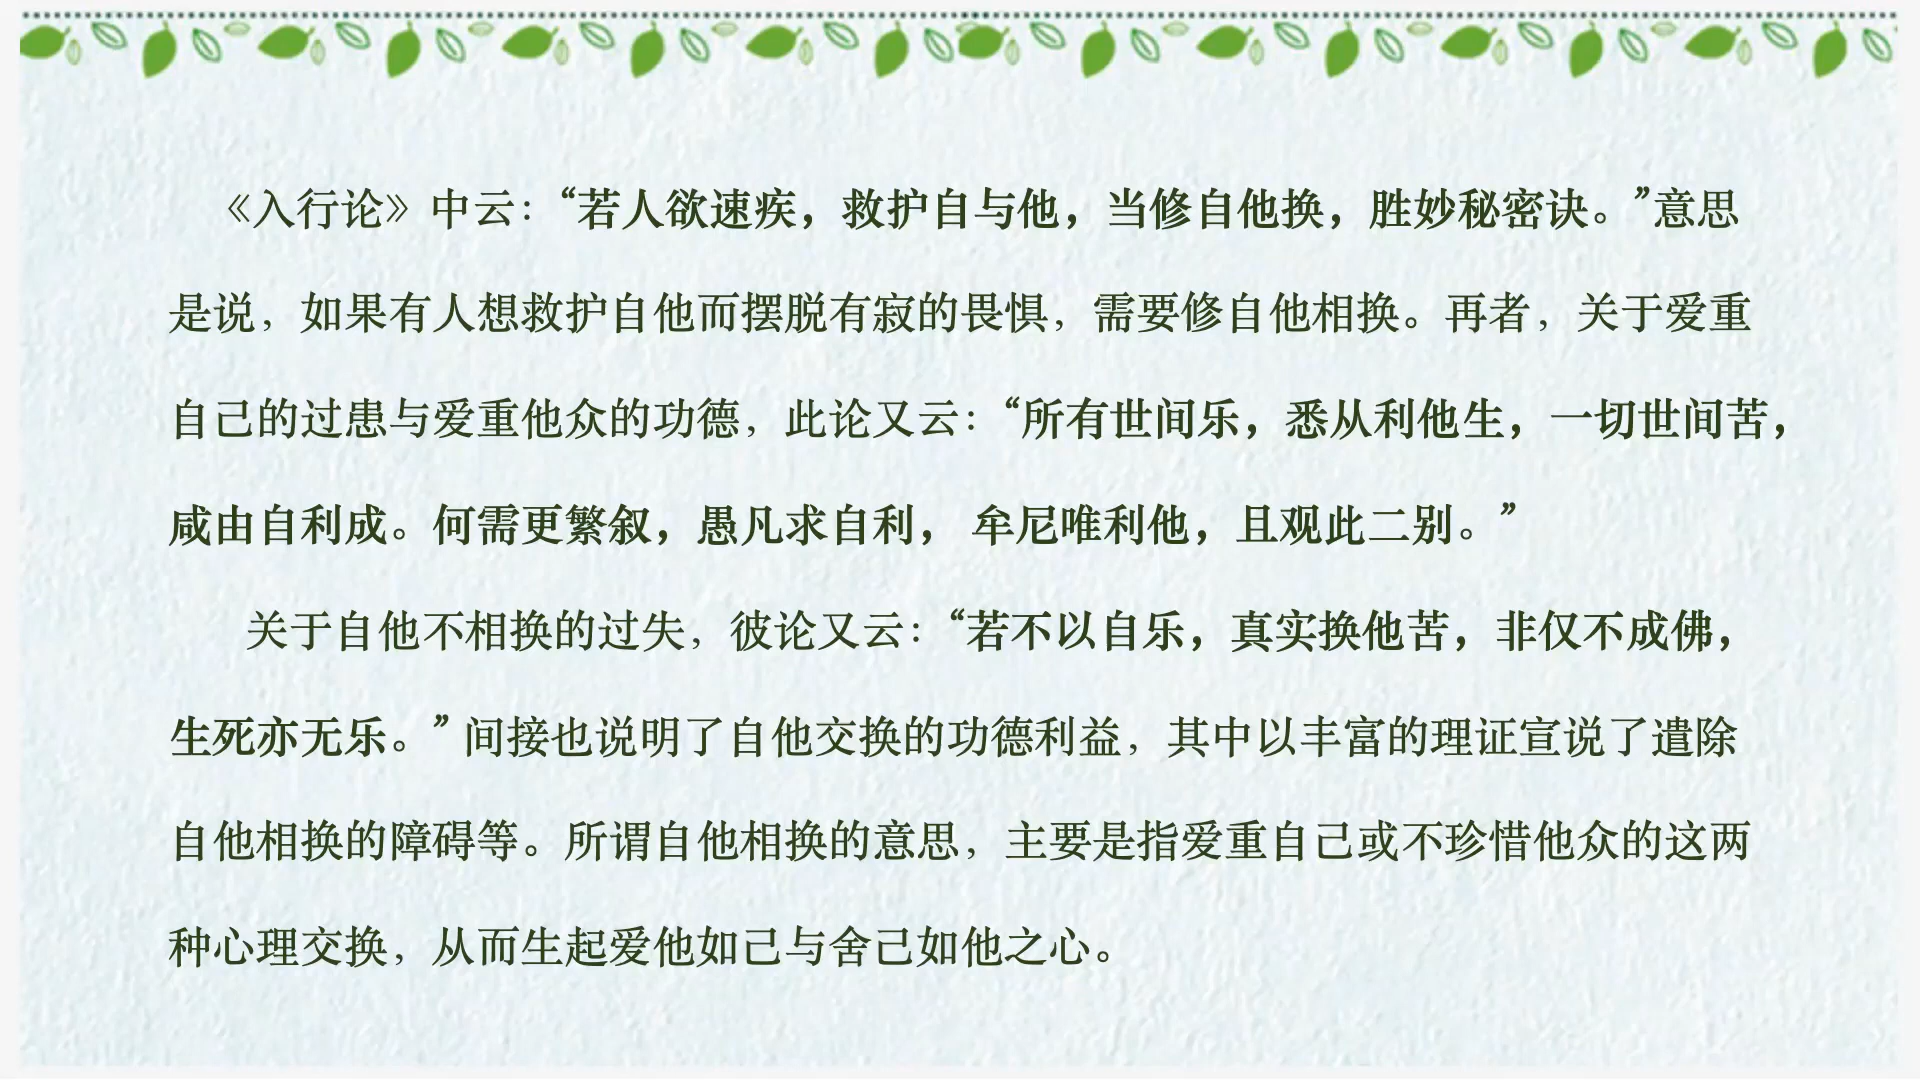 《入行论》中云：“若人欲速疾，救护自与他，当修自他换，胜妙秘密诀。”意思
是说，如果有人想救护自他而摆脱有寂的畏惧，需要修自他相换。再者，关于爱重
自己的过患与爱重他众的功德，此论又云：“所有世间乐，悉从利他生，一切世间苦，
咸由自利成。何需更繁叙，愚凡求自利， 牟尼唯利他，且观此二别。”
关于自他不相换的过失，彼论又云：“若不以自乐，真实换他苦，非仅不成佛，
生死亦无乐。” 间接也说明了自他交换的功德利益，其中以丰富的理证宣说了遣除
自他相换的障碍等。所谓自他相换的意思，主要是指爱重自己或不珍惜他众的这两
种心理交换，从而生起爱他如己与舍己如他之心。